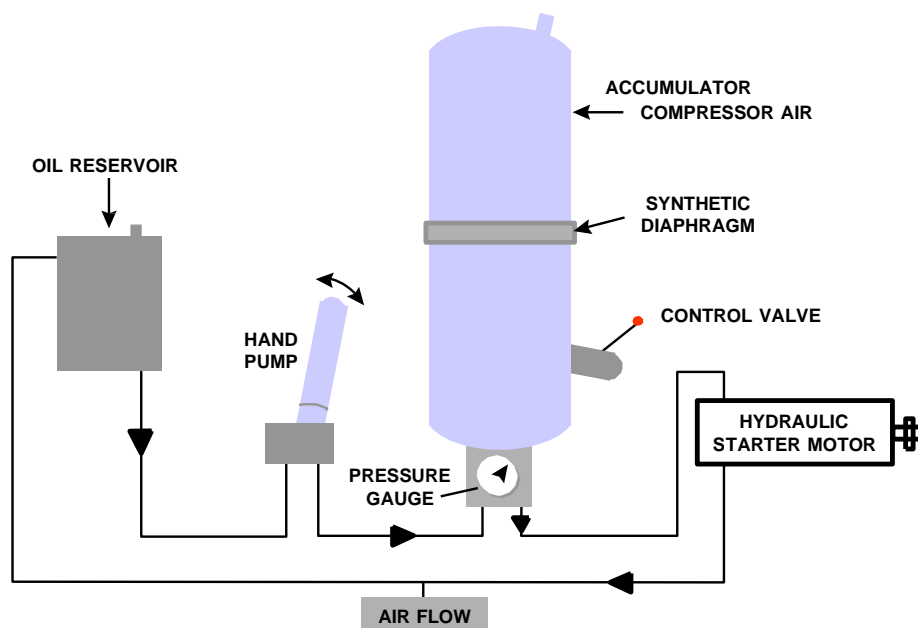 ACCUMULATOR
COMPRESSOR AIR
OIL RESERVOIR
SYNTHETIC
DIAPHRAGM
CONTROL VALVE
HAND
PUMP
HYDRAULIC
STARTER MOTOR
PRESSURE
GAUGE
AIR FLOW